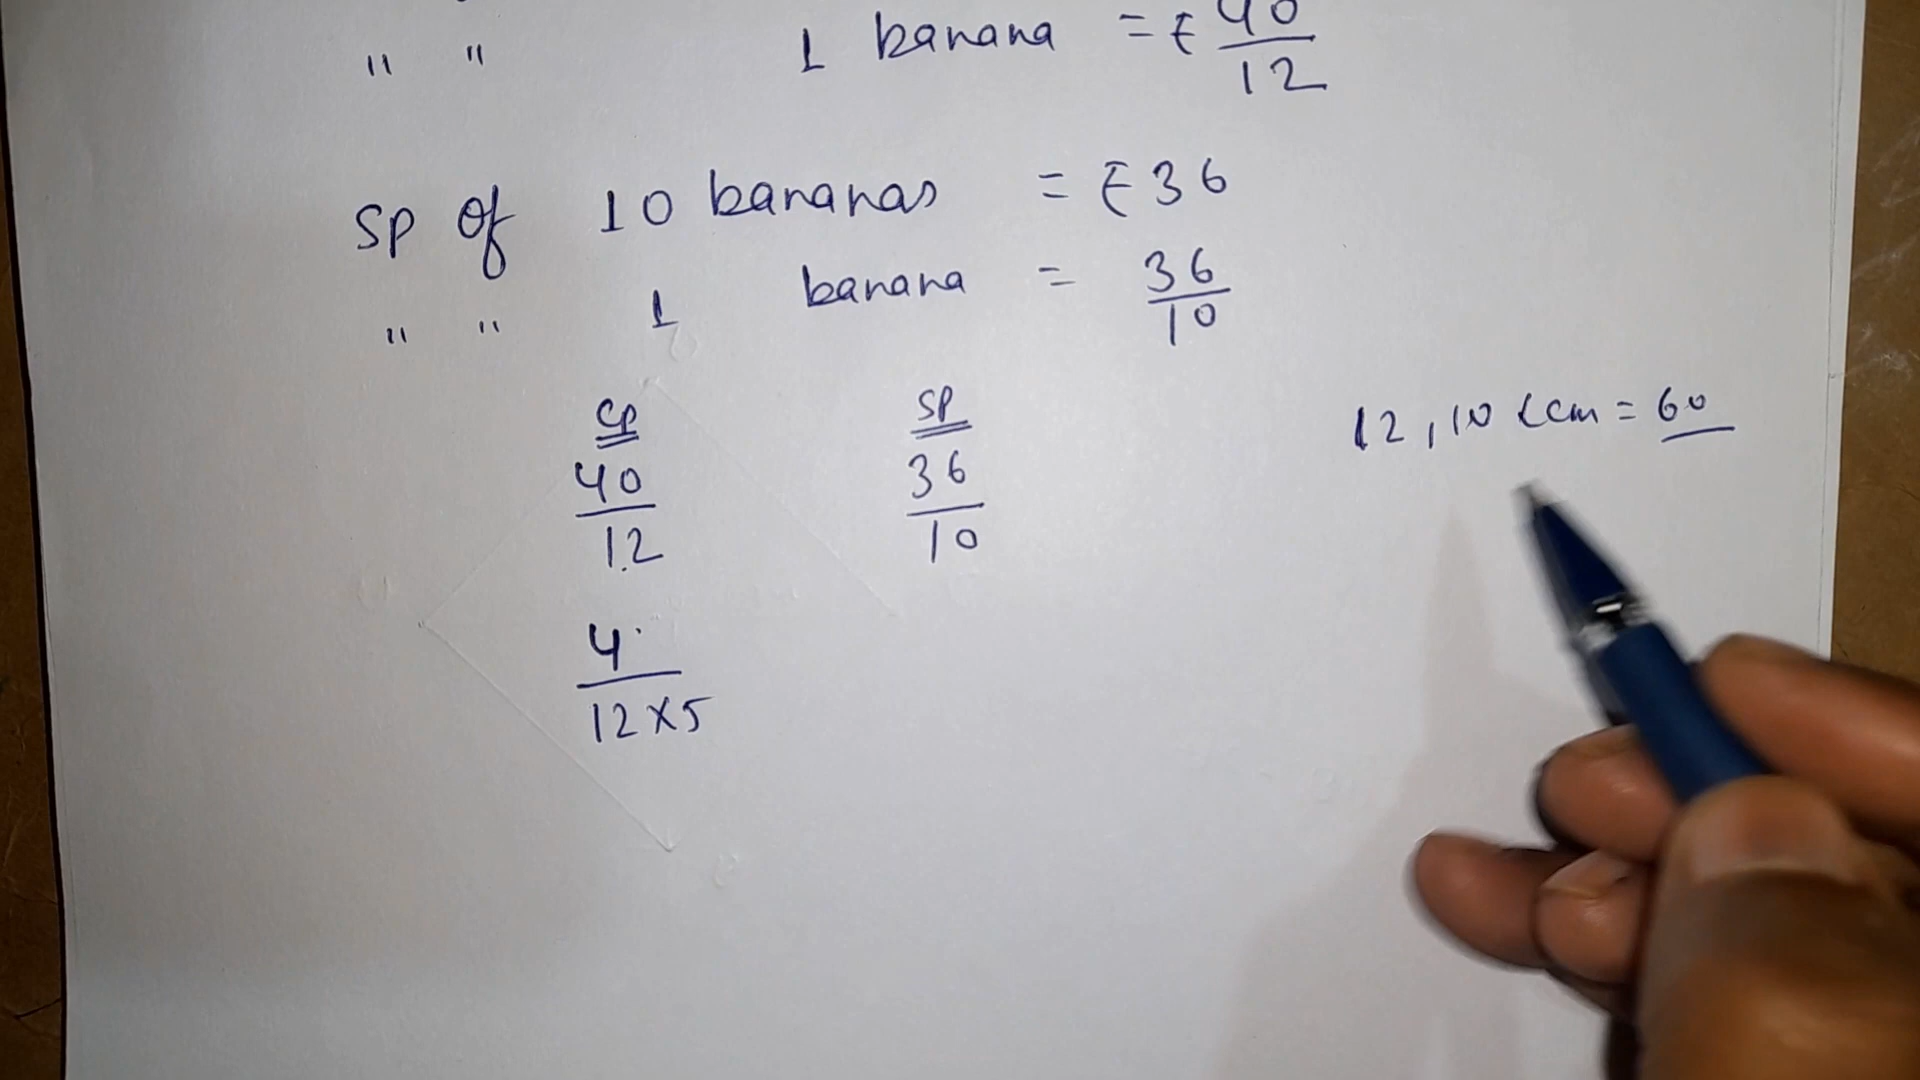 " " 1 banana = ₹ 40/12
SP of 10 bananas = ₹ 36
" " 1 banana = 36/10
CP SP
40/12 36/10
12, 10 LCM = 60
4/12×5